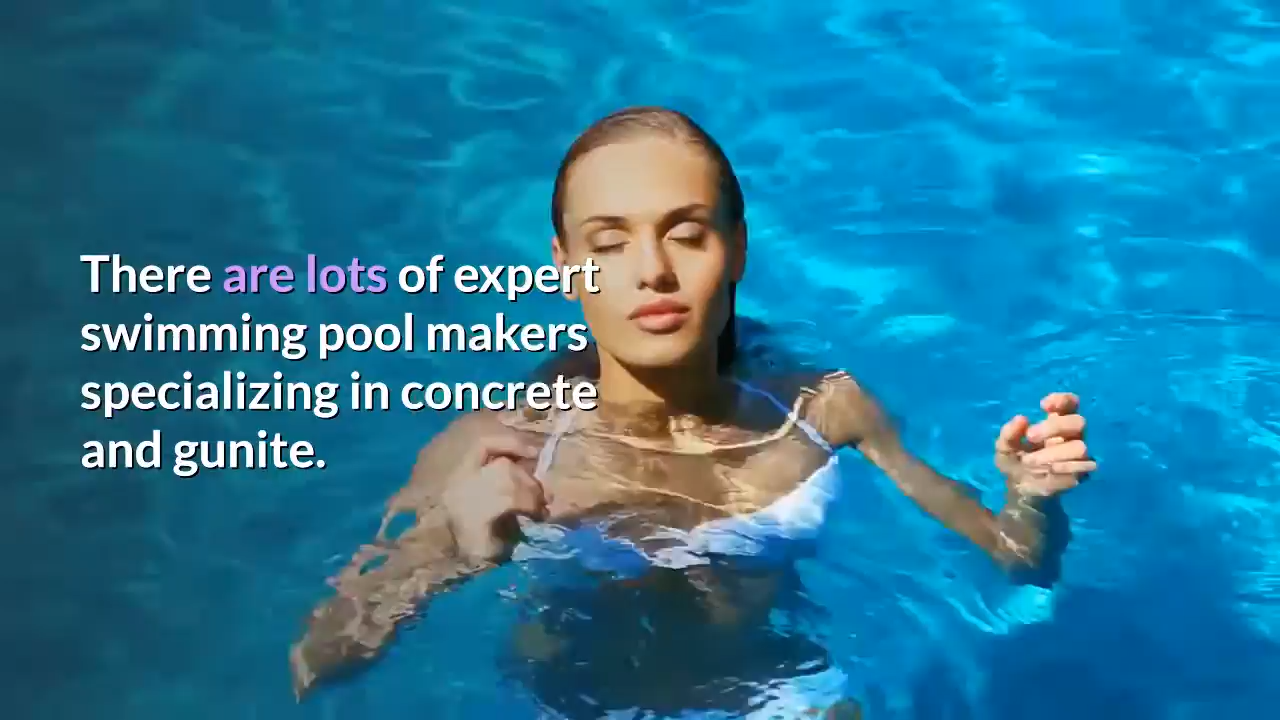 There are lots of expert
swimming pool makers
specializing in concrete
and gunite.